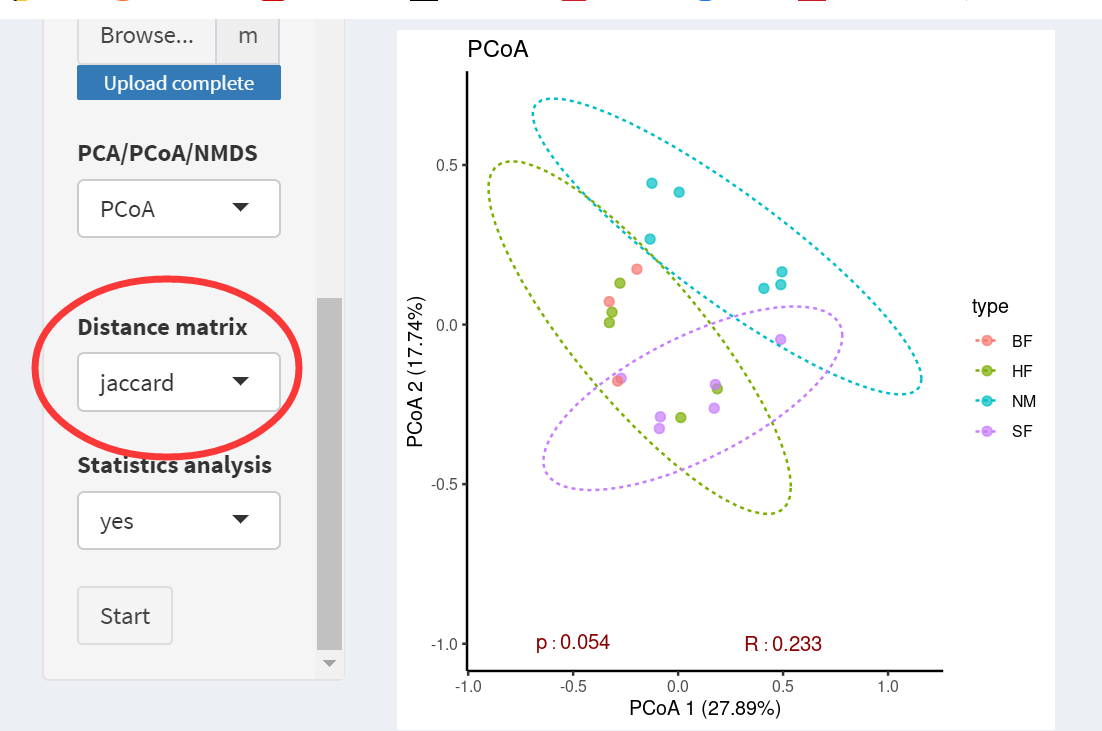 Browse... m
Upload complete
PCA/PCoA/NMDS
PCoA
Distance matrix
jaccard
Statistics analysis
yes
Start
PCoA
PCoA 2 (17.74%)
0.5
0.0
-0.5
-1.0
p : 0.054
R : 0.233
-1.0 -0.5 0.0 0.5 1.0
PCoA 1 (27.89%)
type
BF
HF
NM
SF